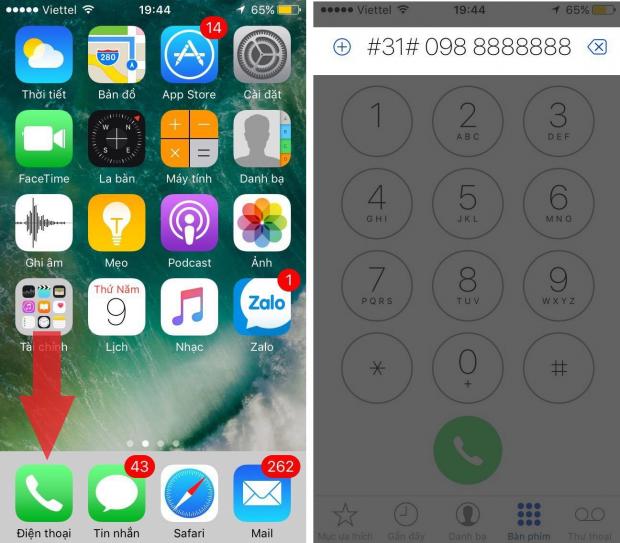 ●●●●● Viettel 19:44 65%
14
Thời tiết Bản đồ App Store Cài đặt
FaceTime La bàn Máy tính Danh bạ
Ghi âm Mẹo Podcast Ảnh
Thứ Năm
9
Zalo
1
Tài chính Lịch Nhạc Zalo
43
262
Điện thoại Tin nhắn Safari Mail
●●●●● Viettel 19:44 65%
#31# 098 8888888
1 2 3
ABC DEF
4 5 6
GHI JKL MNO
7 8 9
PQRS TUV WXYZ
* 0 #
+
Mục ưa thích Gần đây Danh bạ Bàn phím Thư thoại